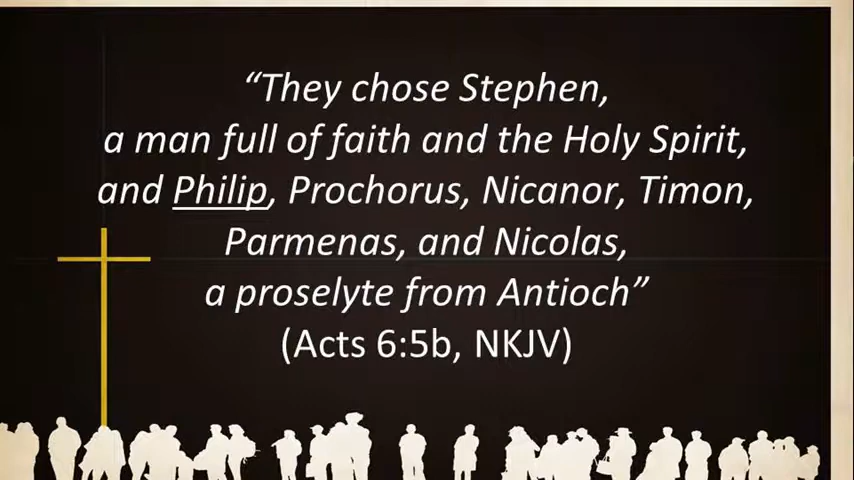 “They chose Stephen,
a man full of faith and the Holy Spirit,
and Philip, Prochorus, Nicanor, Timon,
Parmenas, and Nicolas,
a proselyte from Antioch”
(Acts 6:5b, NKJV)